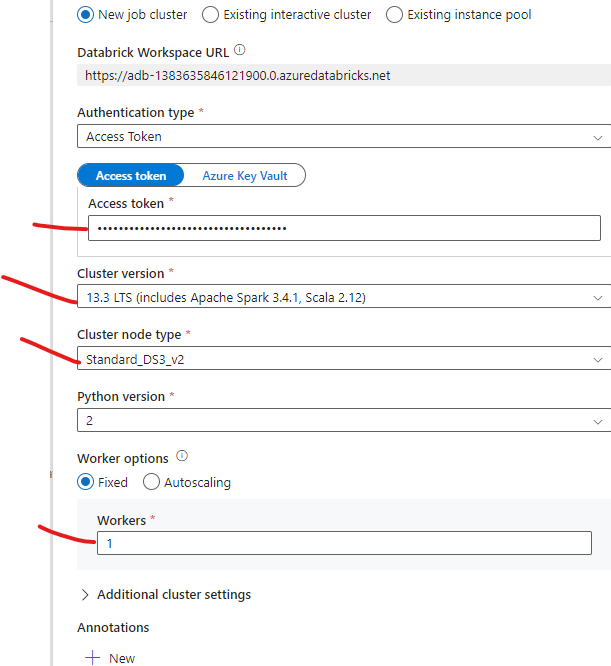 New job cluster Existing interactive cluster Existing instance pool
Databrick Workspace URL
https://adb-1383635846121900.0.azuredatabricks.net
Authentication type *
Access Token
Access token Azure Key Vault
Access token *
••••••••••••••••••••••••••••••••••••
Cluster version *
13.3 LTS (includes Apache Spark 3.4.1, Scala 2.12)
Cluster node type *
Standard_DS3_v2
Python version *
2
Worker options
Fixed Autoscaling
Workers *
1
Additional cluster settings
Annotations
New